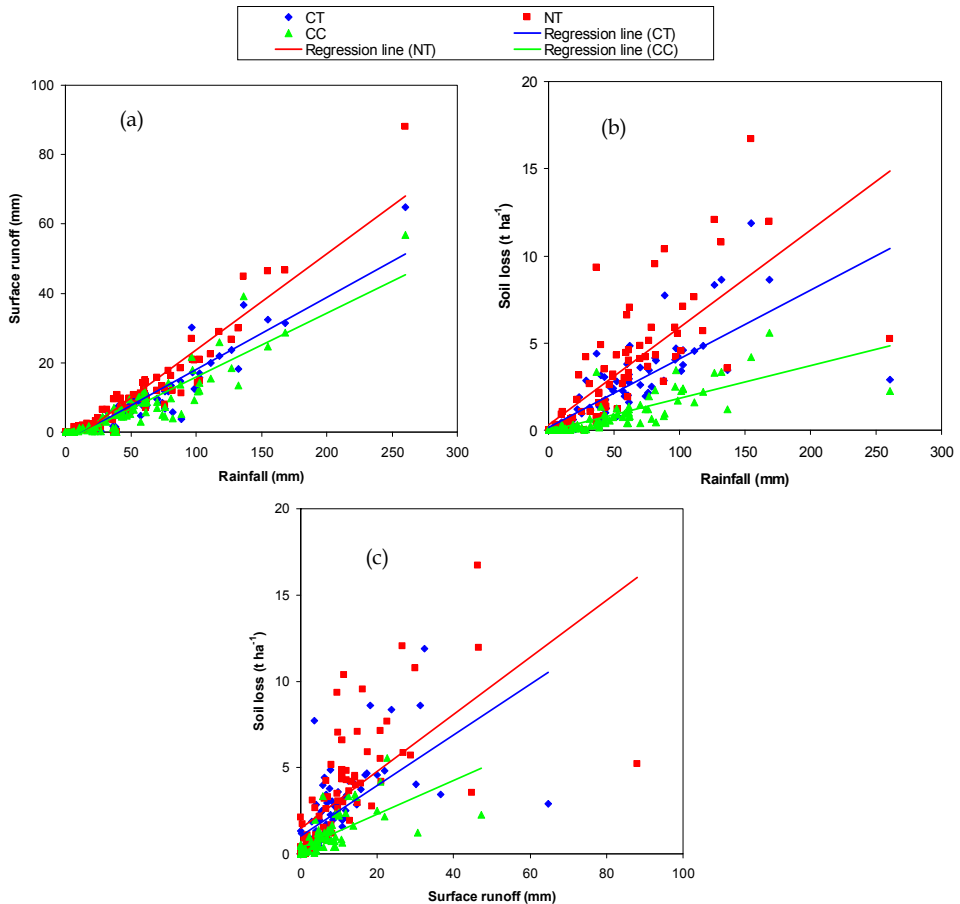 CT NT
CC Regression line (CT)
Regression line (NT) Regression line (CC)
(a)
100
80
60
40
20
0
0 50 100 150 200 250 300
Surface runoff (mm)
Rainfall (mm)
(b)
20
15
10
5
0
0 50 100 150 200 250 300
Soil loss (t ha⁻¹)
Rainfall (mm)
(c)
20
15
10
5
0
0 20 40 60 80 100
Soil loss (t ha⁻¹)
Surface runoff (mm)